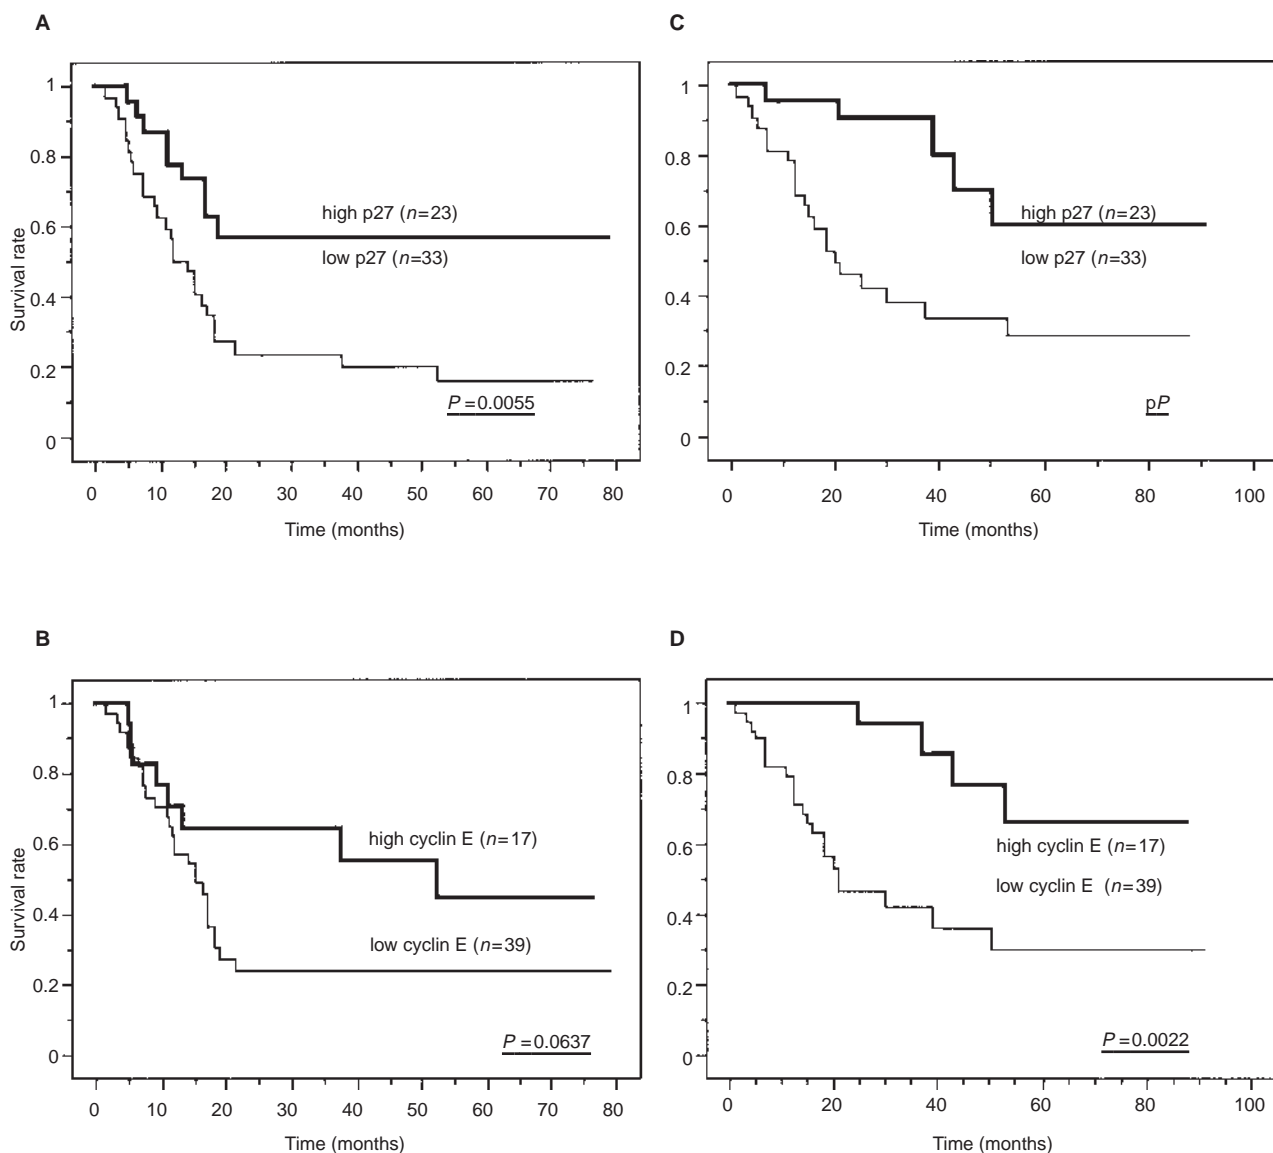 A
1
0.8
0.6
0.4
0.2
0
Survival rate
high p27 (n=23)
low p27 (n=33)
P=0.0055
0 10 20 30 40 50 60 70 80
Time (months)
C
1
0.8
0.6
0.4
0.2
0
high p27 (n=23)
low p27 (n=33)
pP
0 20 40 60 80 100
Time (months)
B
1
0.8
0.6
0.4
0.2
0
Survival rate
high cyclin E (n=17)
low cyclin E (n=39)
P=0.0637
0 10 20 30 40 50 60 70 80
Time (months)
D
1
0.8
0.6
0.4
0.2
0
high cyclin E (n=17)
low cyclin E (n=39)
P=0.0022
0 20 40 60 80 100
Time (months)